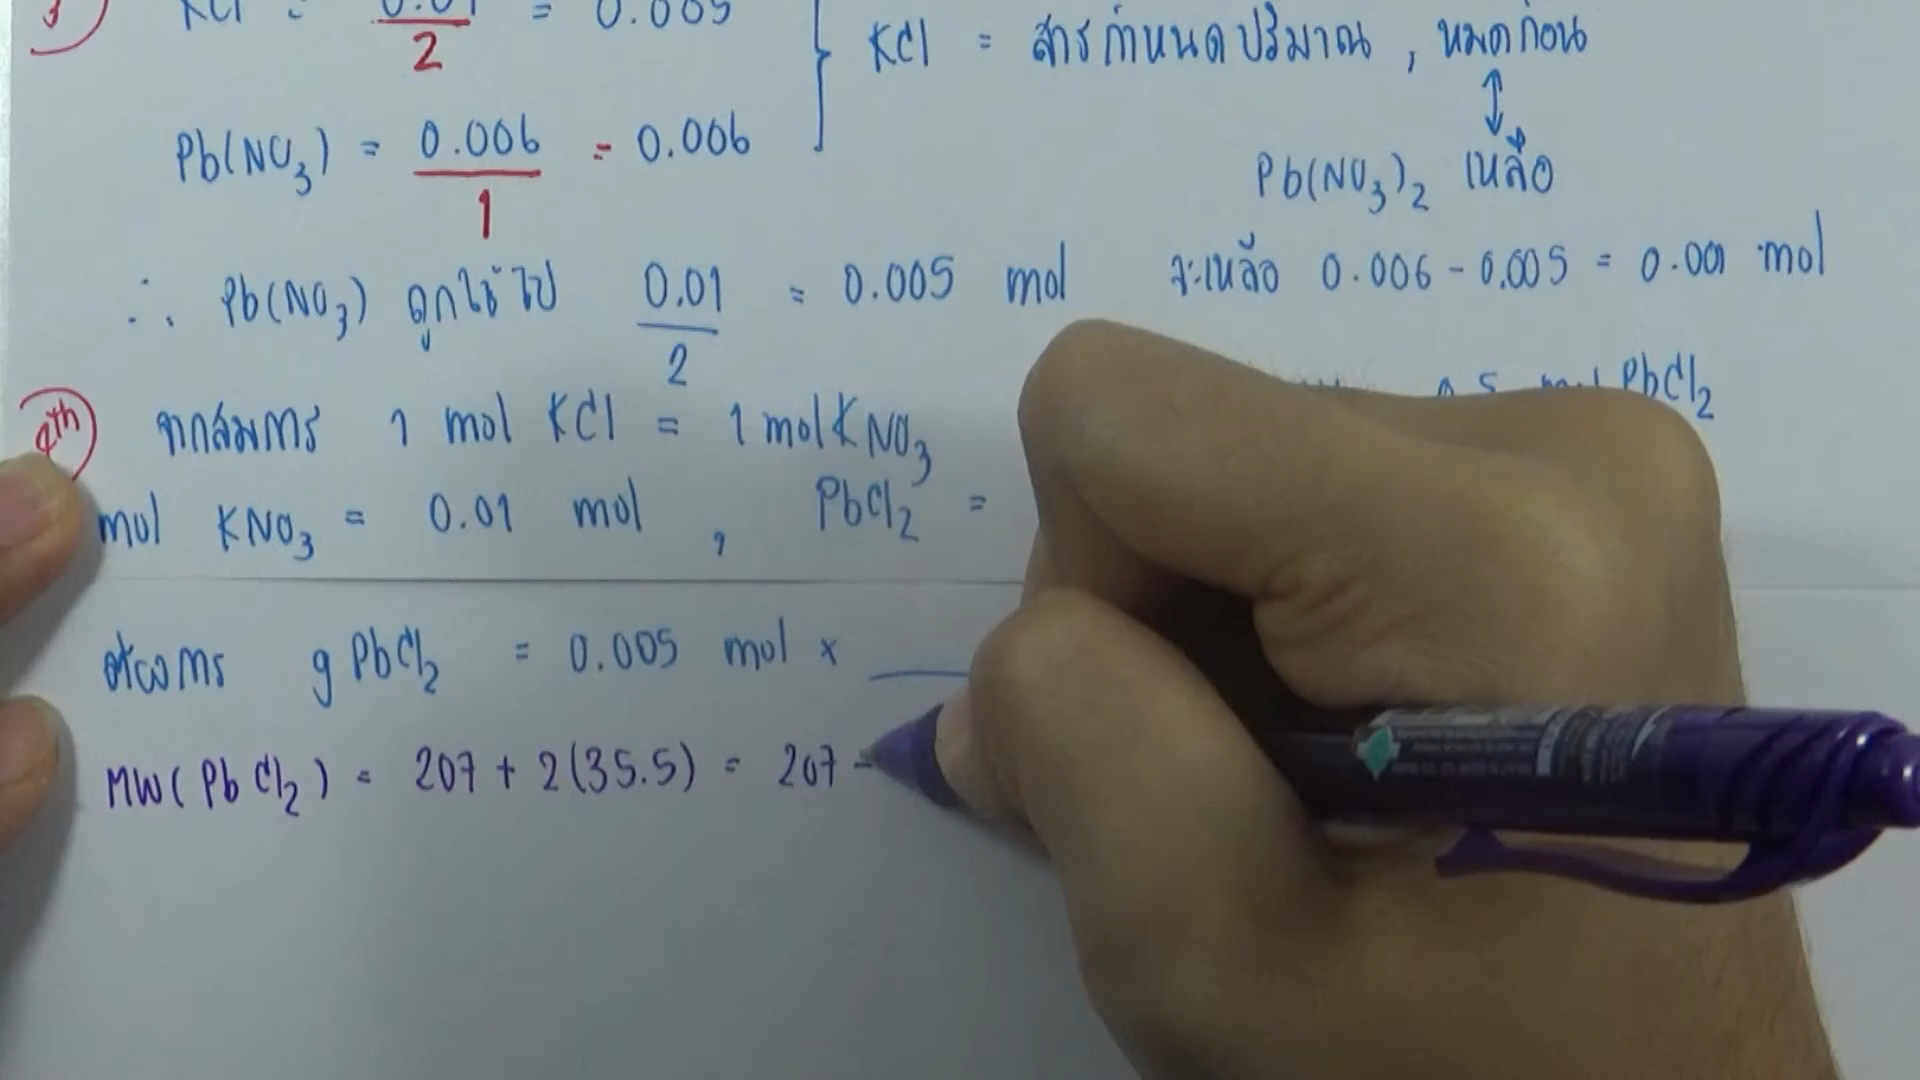 KCl = 0.01 / 2 = 0.005 } KCl = สารกำหนดปริมาณ , หมดก่อน
Pb(NO3) = 0.006 / 1 = 0.006
Pb(NO3)2 เหลือ
∴ Pb(NO3) ถูกใช้ไป 0.01 / 2 = 0.005 mol จะเหลือ 0.006 - 0.005 = 0.001 mol
4th จากสมการ 1 mol KCl = 1 mol KNO3 0.5 mol PbCl2
mol KNO3 = 0.01 mol , PbCl2 =
ต้องการ g PbCl2 = 0.005 mol ×
MW(PbCl2) = 207 + 2(35.5) = 207